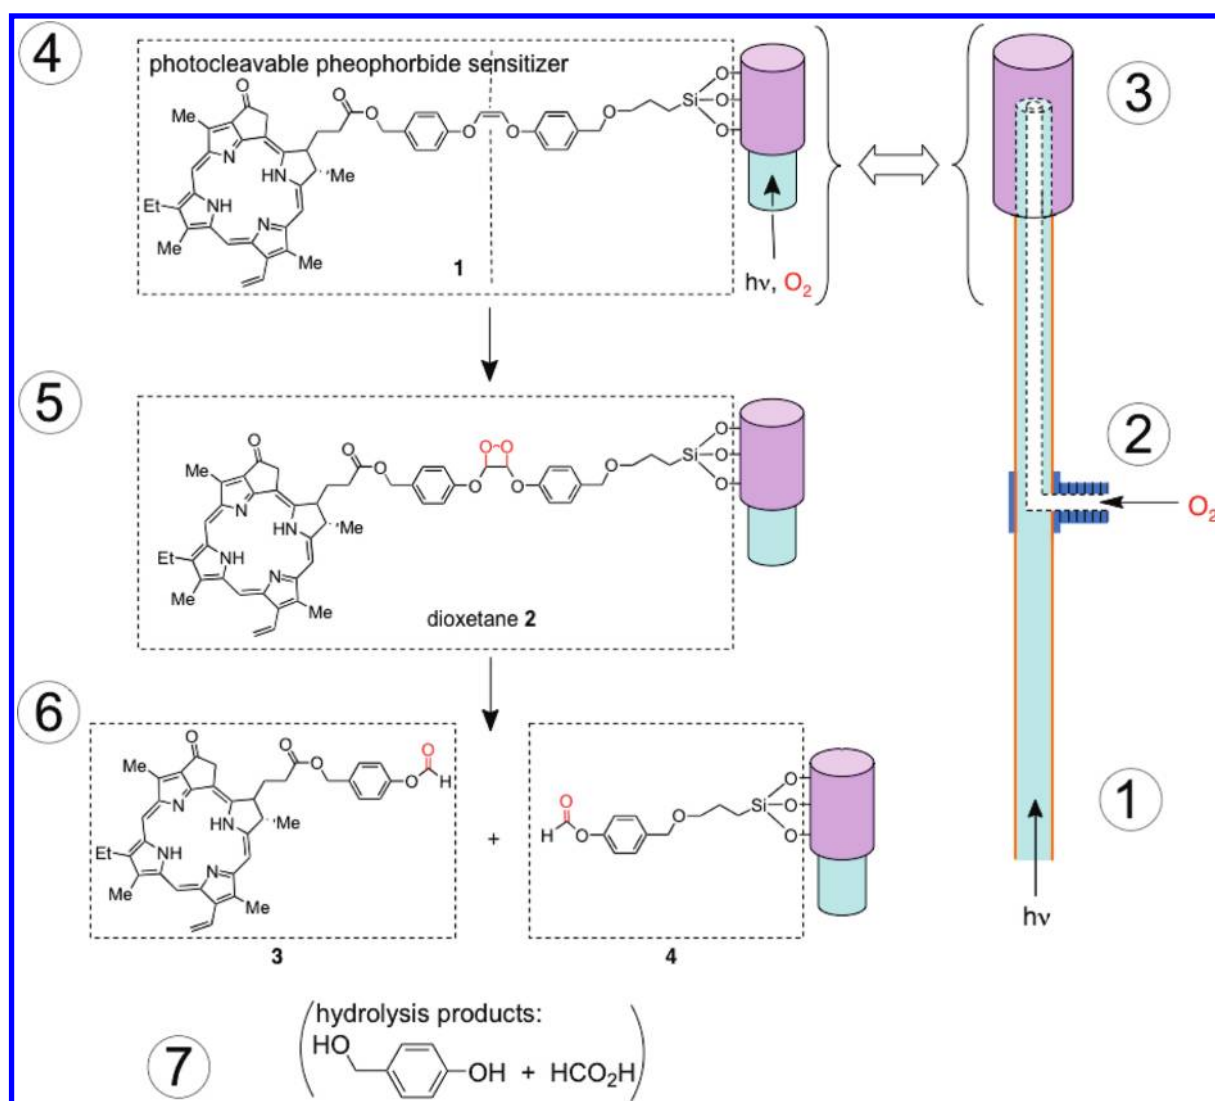 4
photocleavable pheophorbide sensitizer
O
Me
N
HN
Me
NH
Et
N
Me
Me
O
O
O
O
O
Si
O
O
O
1
hν, O2
3
2
O2
1
hν
5
O
Me
N
HN
Me
NH
Et
N
Me
Me
O
O
O
O
O
O
O
Si
O
O
O
dioxetane 2
6
O
Me
N
HN
Me
NH
Et
N
Me
Me
O
O
O
O
H
3
+
O
H
O
O
Si
O
O
O
4
7
(hydrolysis products:
HO
OH + HCO2H)